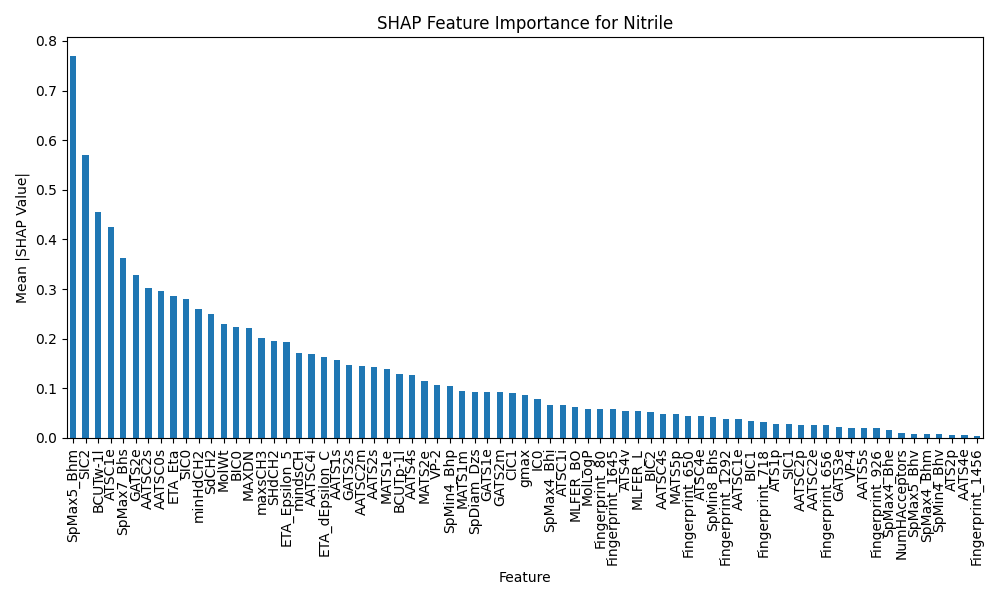 SHAP Feature Importance for Nitrile
Mean |SHAP Value|
0.8
0.7
0.6
0.5
0.4
0.3
0.2
0.1
0.0
SpMax5_Bhm
SIC2
BCUTw-1l
ATSC1e
SpMax7_Bhs
GATS2e
AATSC2s
AATSC0s
ETA_Eta
SIC0
minHdCH2
SdCH2
MolWt
BIC0
MAXDN
maxsCH3
SHdCH2
ETA_Epsilon_5
mindsCH
AATSC4i
ETA_dEpsilon_C
AATS1s
GATS2s
AATSC2m
AATS2s
MATS1e
BCUTp-1l
AATS4s
MATS2e
VP-2
SpMin4_Bhp
MATS1m
SpDiam_Dzs
GATS1e
GATS2m
CIC1
gmax
IC0
SpMax4_Bhi
ATSC1i
MLFER_BO
MolLogP
Fingerprint_80
Fingerprint_1645
ATS4v
MLFER_L
BIC2
AATSC4s
MATS5p
Fingerprint_650
ATSC4e
SpMin8_Bhs
Fingerprint_1292
AATSC1e
BIC1
Fingerprint_718
ATS1p
SIC1
AATSC2p
AATSC2e
Fingerprint_656
GATS3e
VP-4
AATS5s
Fingerprint_926
SpMax4_Bhe
NumHAcceptors
SpMax5_Bhv
SpMax4_Bhm
SpMin4_Bhv
ATS2p
AATS4e
Fingerprint_1456
Feature